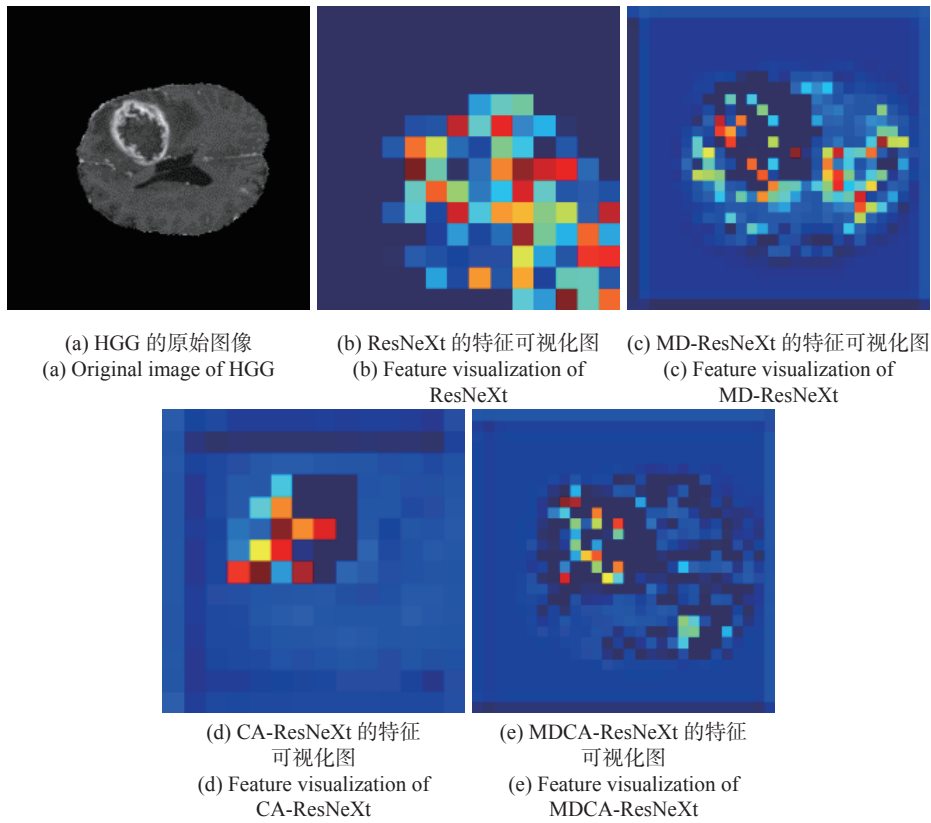 (a) HGG 的原始图像
(a) Original image of HGG
(b) ResNeXt 的特征可视化图
(b) Feature visualization of
ResNeXt
(c) MD-ResNeXt 的特征可视化图
(c) Feature visualization of
MD-ResNeXt
(d) CA-ResNeXt 的特征
可视化图
(d) Feature visualization of
CA-ResNeXt
(e) MDCA-ResNeXt 的特征
可视化图
(e) Feature visualization of
MDCA-ResNeXt